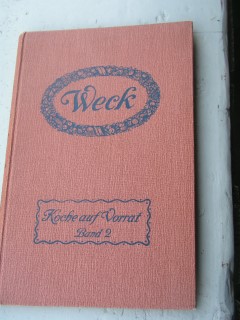 Weck
Koche auf Vorrat
Band 2